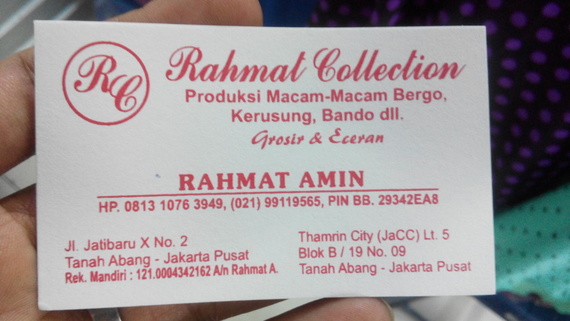 RC
Rahmat Collection
Produksi Macam-Macam Bergo,
Kerusung, Bando dll.
Grosir & Eceran
RAHMAT AMIN
HP. 0813 1076 3949, (021) 99119565, PIN BB. 29342EA8
Jl. Jatibaru X No. 2
Tanah Abang - Jakarta Pusat
Rek. Mandiri : 121.0004342162 A/n Rahmat A.
Thamrin City (JaCC) Lt. 5
Blok B / 19 No. 09
Tanah Abang - Jakarta Pusat